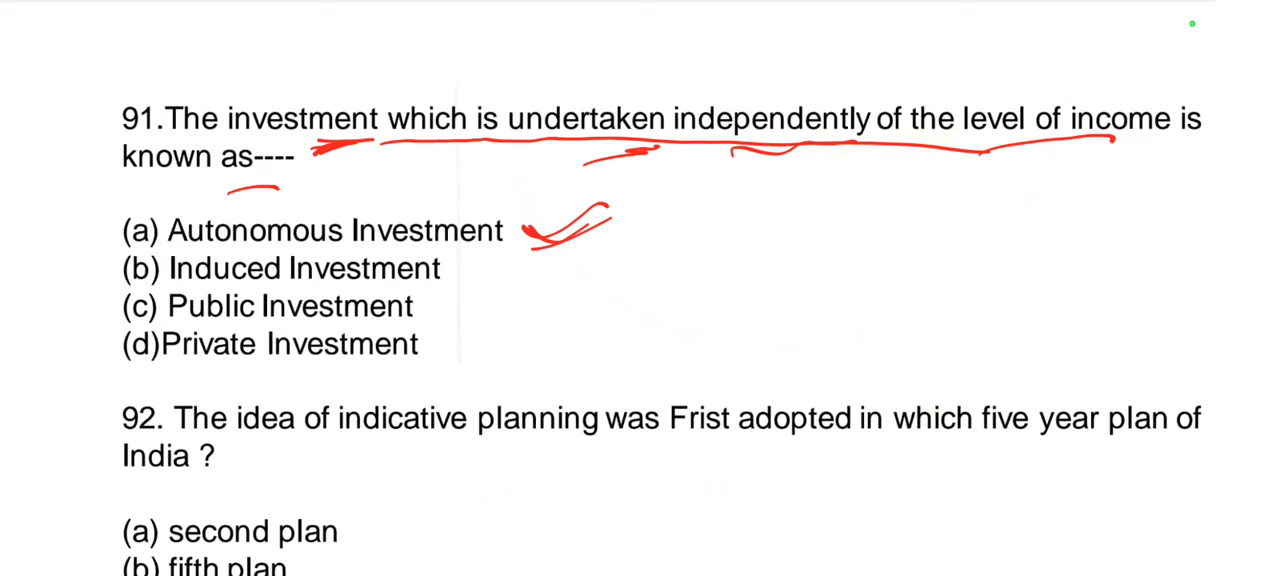 91.The investment which is undertaken independently of the level of income is
known as----
(a) Autonomous Investment
(b) Induced Investment
(c) Public Investment
(d)Private Investment
92. The idea of indicative planning was Frist adopted in which five year plan of
India ?
(a) second plan
(b) fifth plan